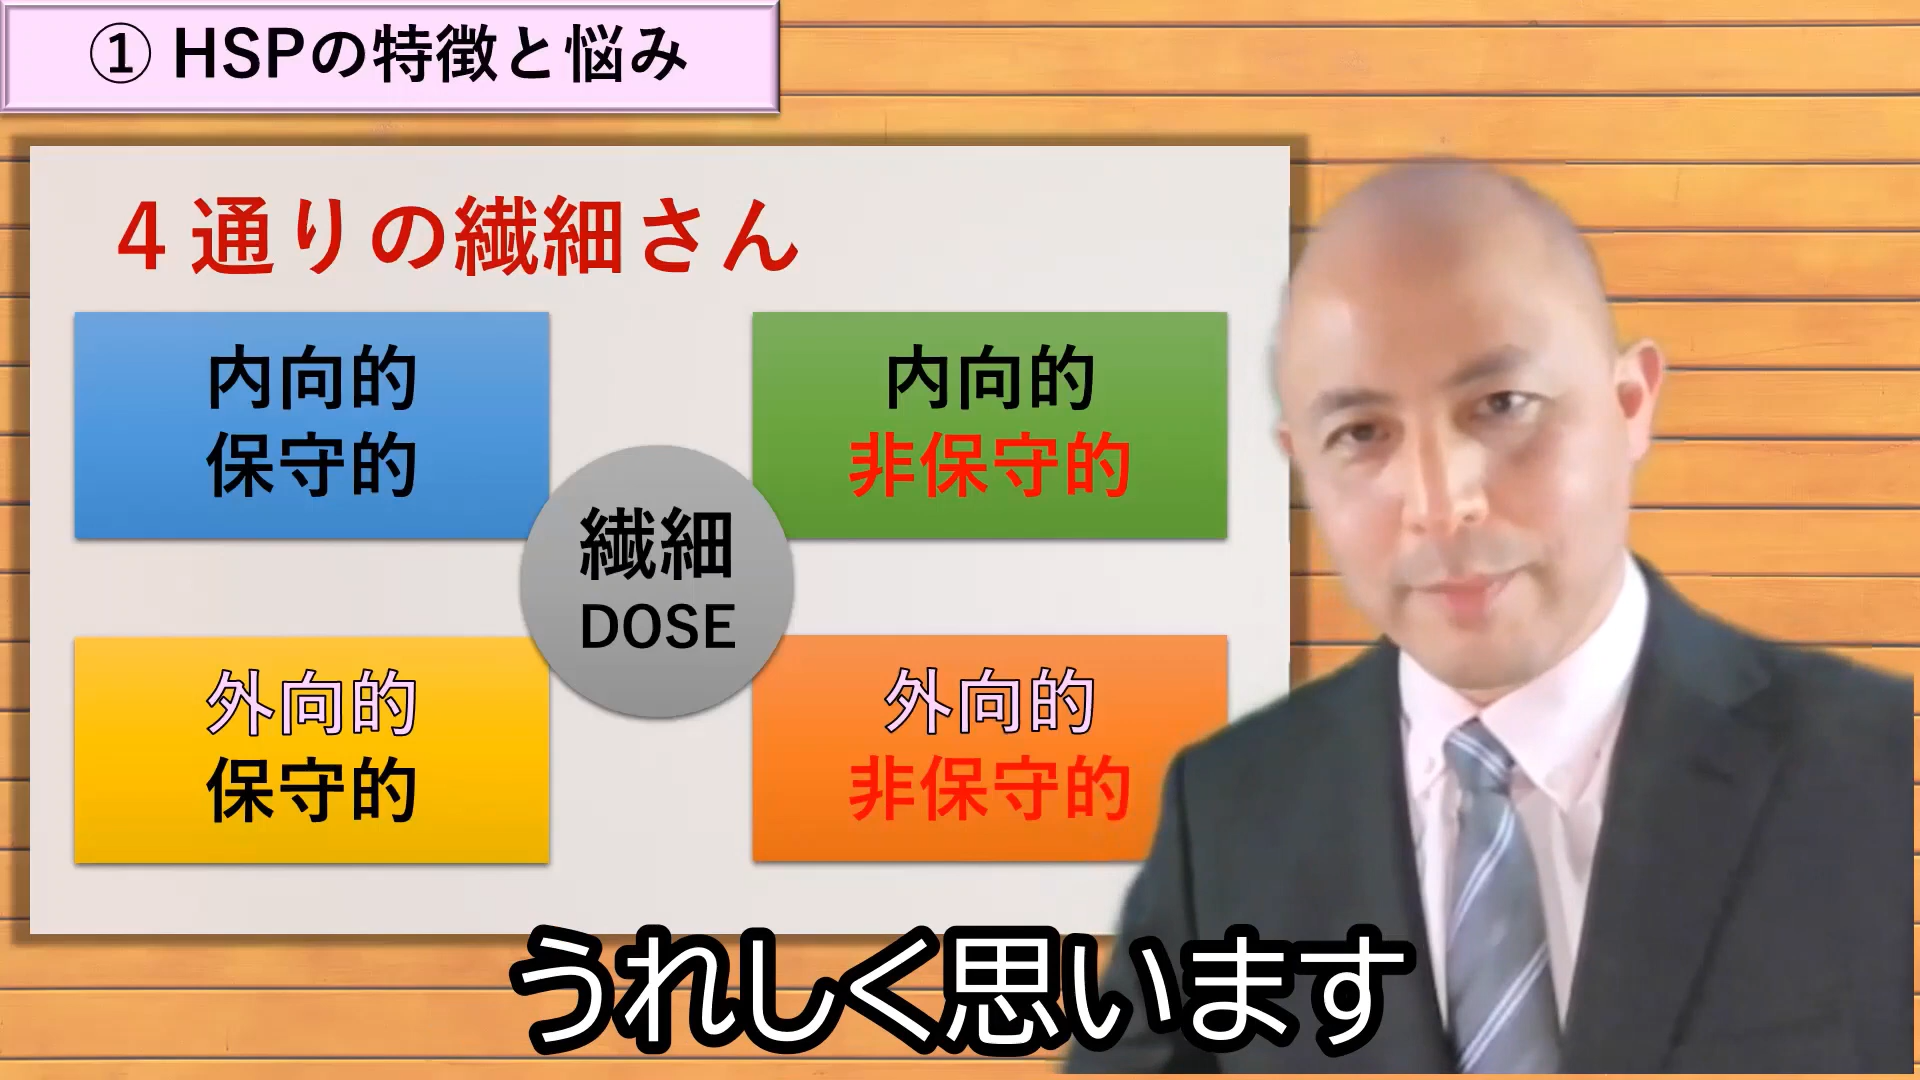 ① HSPの特徴と悩み
４通りの繊細さん
内向的
保守的
内向的
非保守的
繊細
DOSE
外向的
保守的
外向的
非保守的
うれしく思います